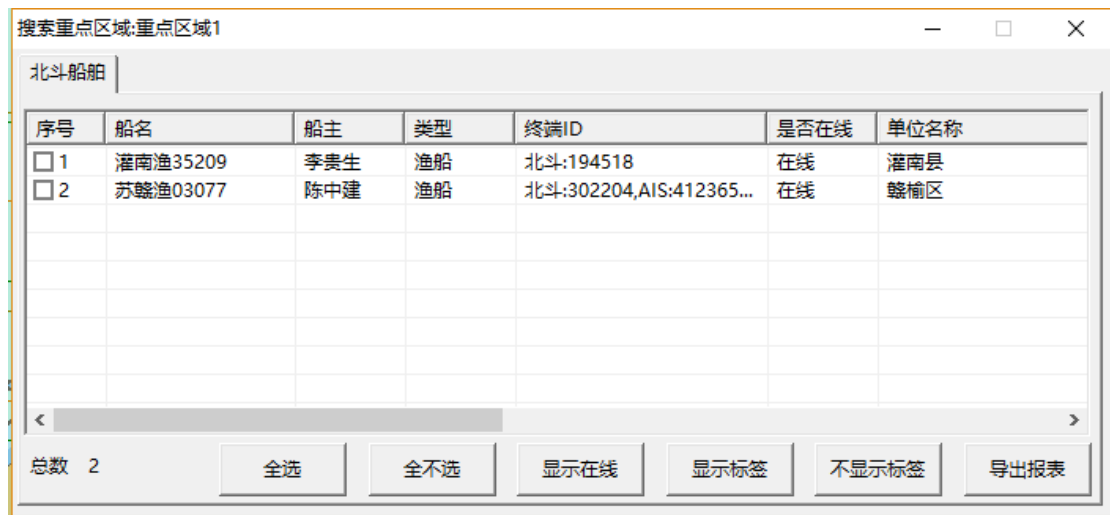 搜索重点区域:重点区域1
北斗船舶
序号 船名 船主 类型 终端ID 是否在线 单位名称
1 灌南渔35209 李贵生 渔船 北斗:194518 在线 灌南县
2 苏赣渔03077 陈中建 渔船 北斗:302204,AIS:412365... 在线 赣榆区
总数 2 全选 全不选 显示在线 显示标签 不显示标签 导出报表